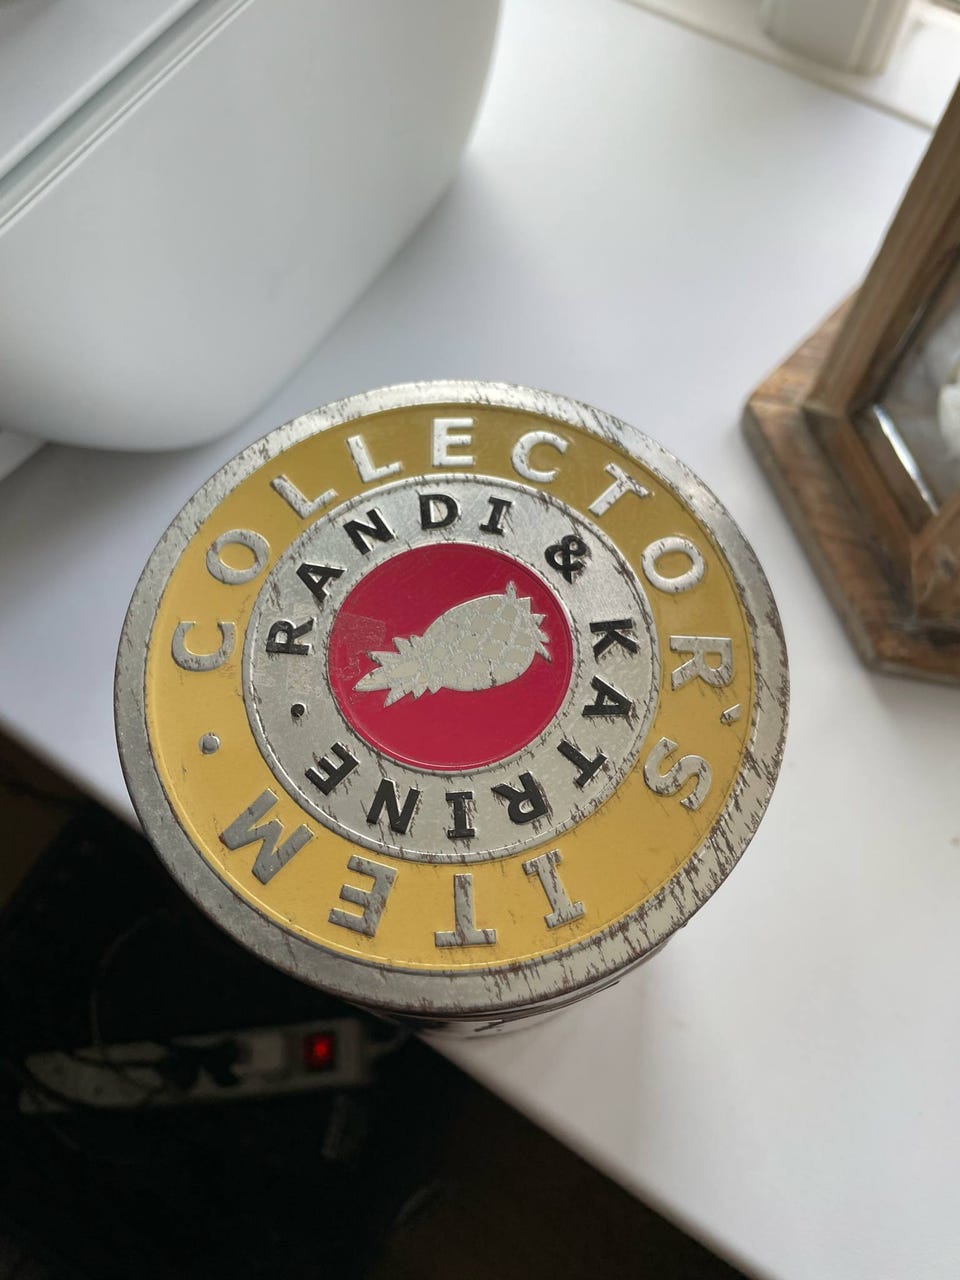 COLLECTOR'S ITEM •
RANDI & KATRINE •